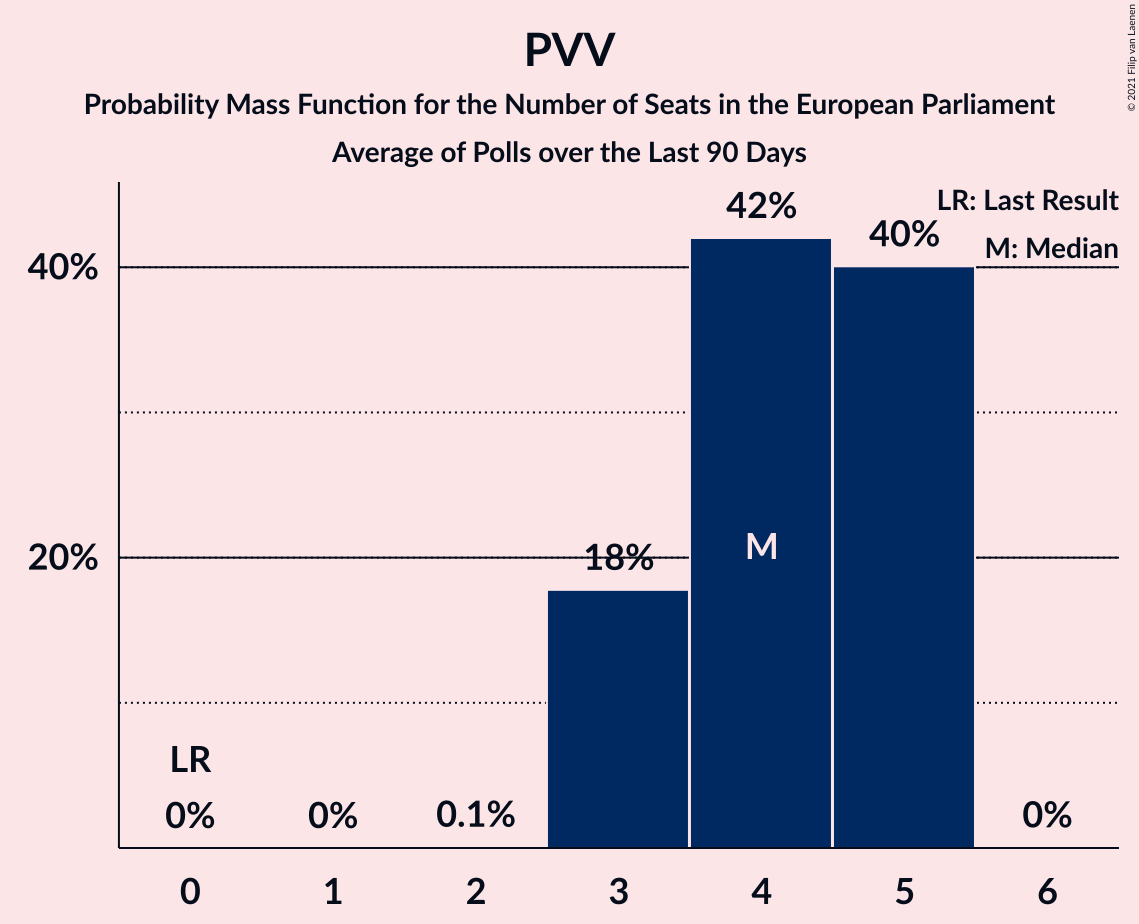 PVV
Probability Mass Function for the Number of Seats in the European Parliament
Average of Polls over the Last 90 Days
© 2021 Filip van Laenen
LR: Last Result
M: Median
42%
40%
40%
20%
18%
M
LR
0%
0%
0.1%
0%
0 1 2 3 4 5 6